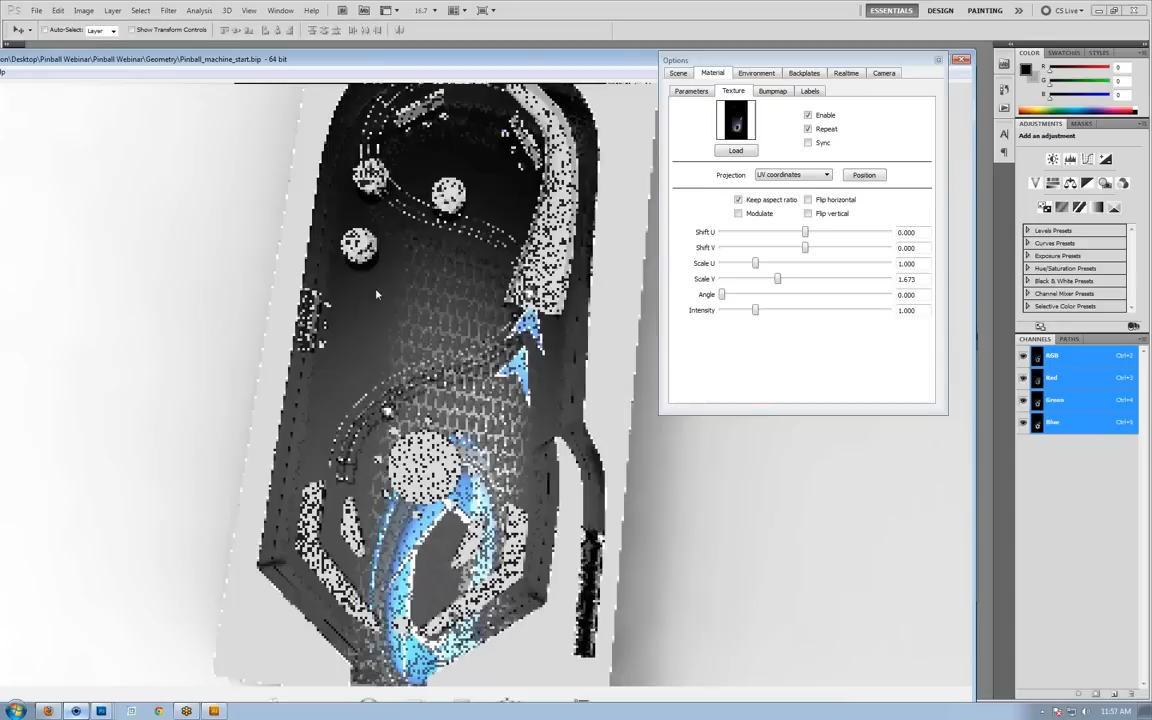 Ps File Edit Image Layer Select Filter Analysis 3D View Window Help Br Mb 16.7 ESSENTIALS DESIGN PAINTING CS Live
Auto-Select: Layer Show Transform Controls
on\Desktop\Pinball Webinar\Pinball Webinar\Geometry\Pinball_machine_start.bip - 64 bit
lp
Options
Scene Material Environment Backplates Realtime Camera
Parameters Texture Bumpmap Labels
Enable
Repeat
Sync
Load
Projection UV coordinates Position
Keep aspect ratio Flip horizontal
Modulate Flip vertical
Shift U 0.000
Shift V 0.000
Scale U 1.000
Scale V 1.673
Angle 0.000
Intensity 1.000
COLOR SWATCHES STYLES
R 0
G 0
B 0
ADJUSTMENTS MASKS
Add an adjustment
Levels Presets
Curves Presets
Exposure Presets
Hue/Saturation Presets
Black & White Presets
Channel Mixer Presets
Selective Color Presets
CHANNELS PATHS
RGB Ctrl+2
Red Ctrl+3
Green Ctrl+4
Blue Ctrl+5
11:57 AM